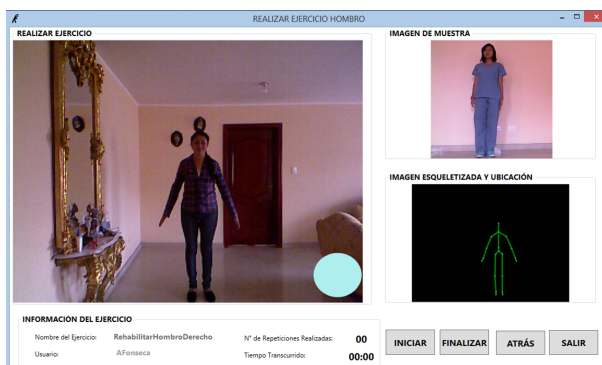 REALIZAR EJERCICIO HOMBRO
REALIZAR EJERCICIO
IMAGEN DE MUESTRA
IMAGEN ESQUELETIZADA Y UBICACIÓN
INFORMACIÓN DEL EJERCICIO
Nombre del Ejercicio: RehabilitarHombroDerecho
Usuario: AFonseca
N° de Repeticiones Realizadas: 00
Tiempo Transcurrido: 00:00
INICIAR FINALIZAR ATRÁS SALIR